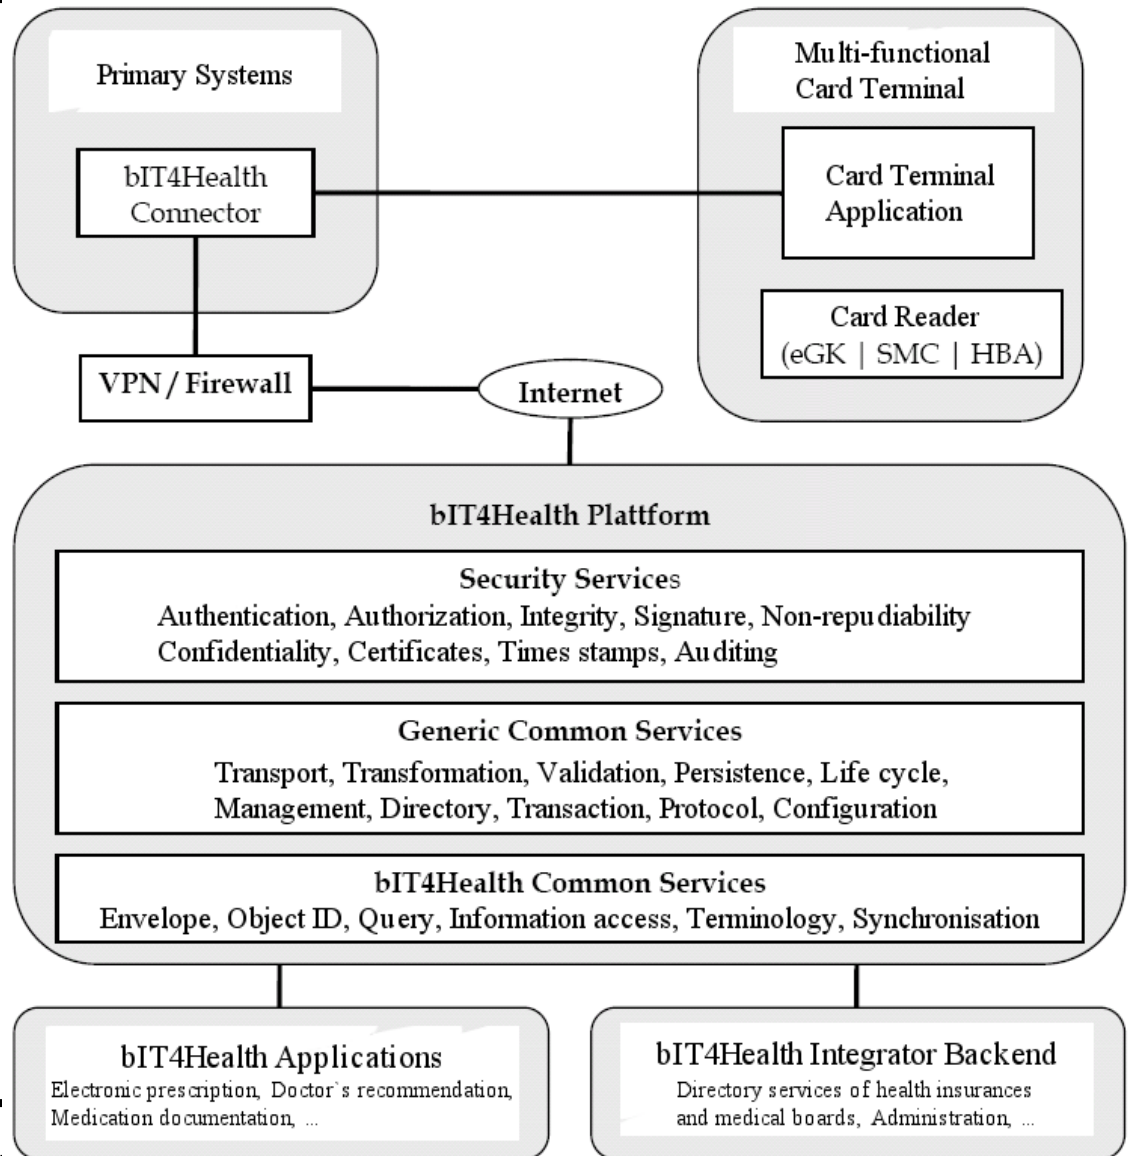 Primary Systems
bIT4Health
Connector
Multi-functional
Card Terminal
Card Terminal
Application
Card Reader
(eGK | SMC | HBA)
VPN / Firewall
Internet
bIT4Health Plattform
Security Services
Authentication, Authorization, Integrity, Signature, Non-repudiability
Confidentiality, Certificates, Times stamps, Auditing
Generic Common Services
Transport, Transformation, Validation, Persistence, Life cycle,
Management, Directory, Transaction, Protocol, Configuration
bIT4Health Common Services
Envelope, Object ID, Query, Information access, Terminology, Synchronisation
bIT4Health Applications
Electronic prescription, Doctor`s recommendation,
Medication documentation, ...
bIT4Health Integrator Backend
Directory services of health insurances
and medical boards, Administration, ...